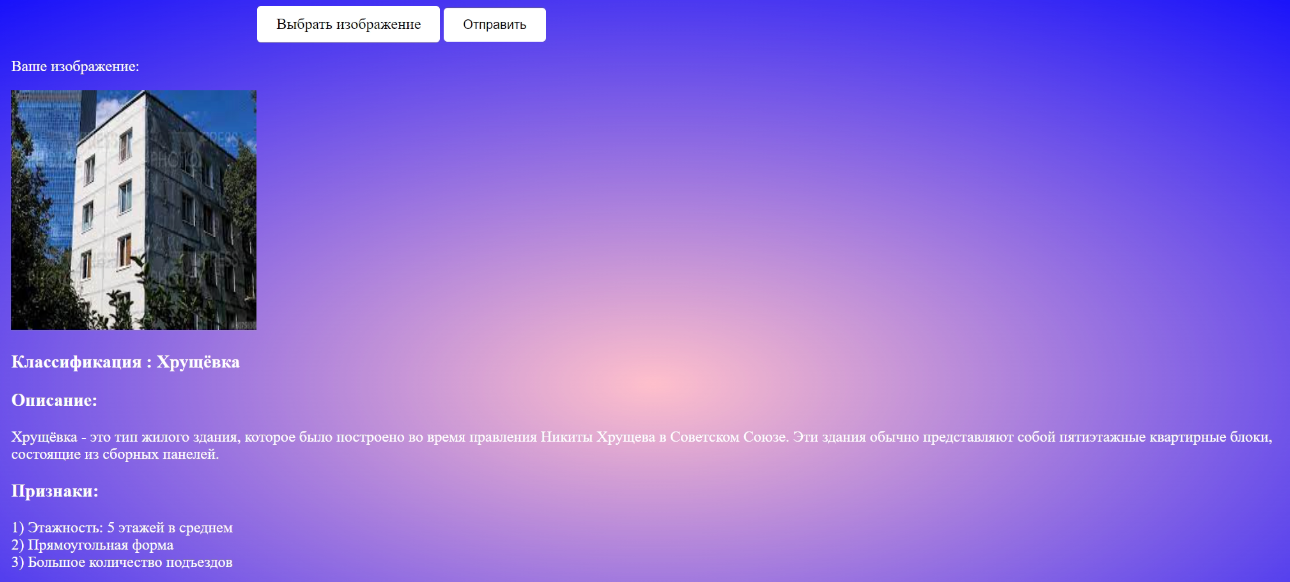 Выбрать изображение Отправить
Ваше изображение:
Классификация : Хрущёвка
Описание:
Хрущёвка - это тип жилого здания, которое было построено во время правления Никиты Хрущева в Советском Союзе. Эти здания обычно представляют собой пятиэтажные квартирные блоки,
состоящие из сборных панелей.
Признаки:
1) Этажность: 5 этажей в среднем
2) Прямоугольная форма
3) Большое количество подъездов